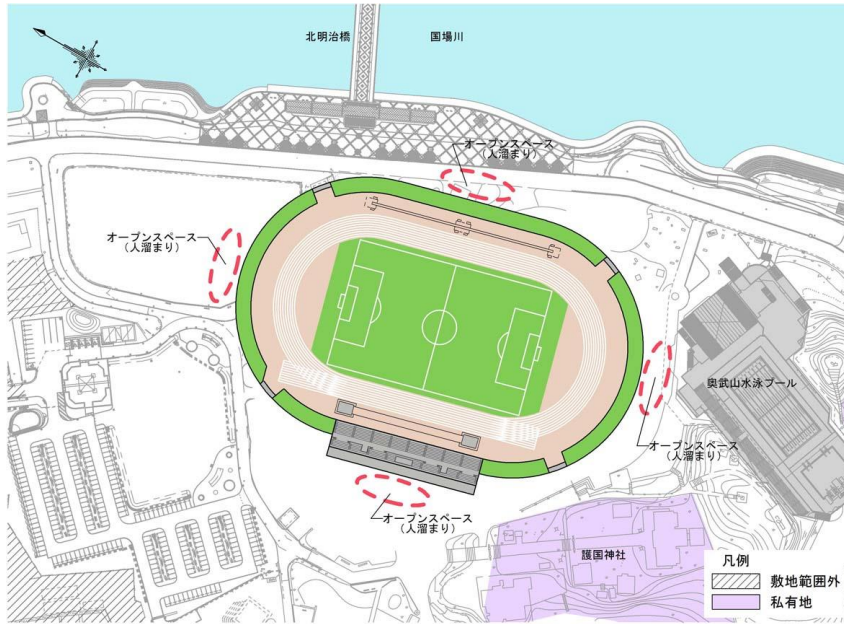 北明治橋
国場川
オープンスペース
（人溜まり）
オープンスペース
（人溜まり）
奥武山水泳プール
オープンスペース
（人溜まり）
オープンスペース
（人溜まり）
護国神社
凡例
敷地範囲外
私有地